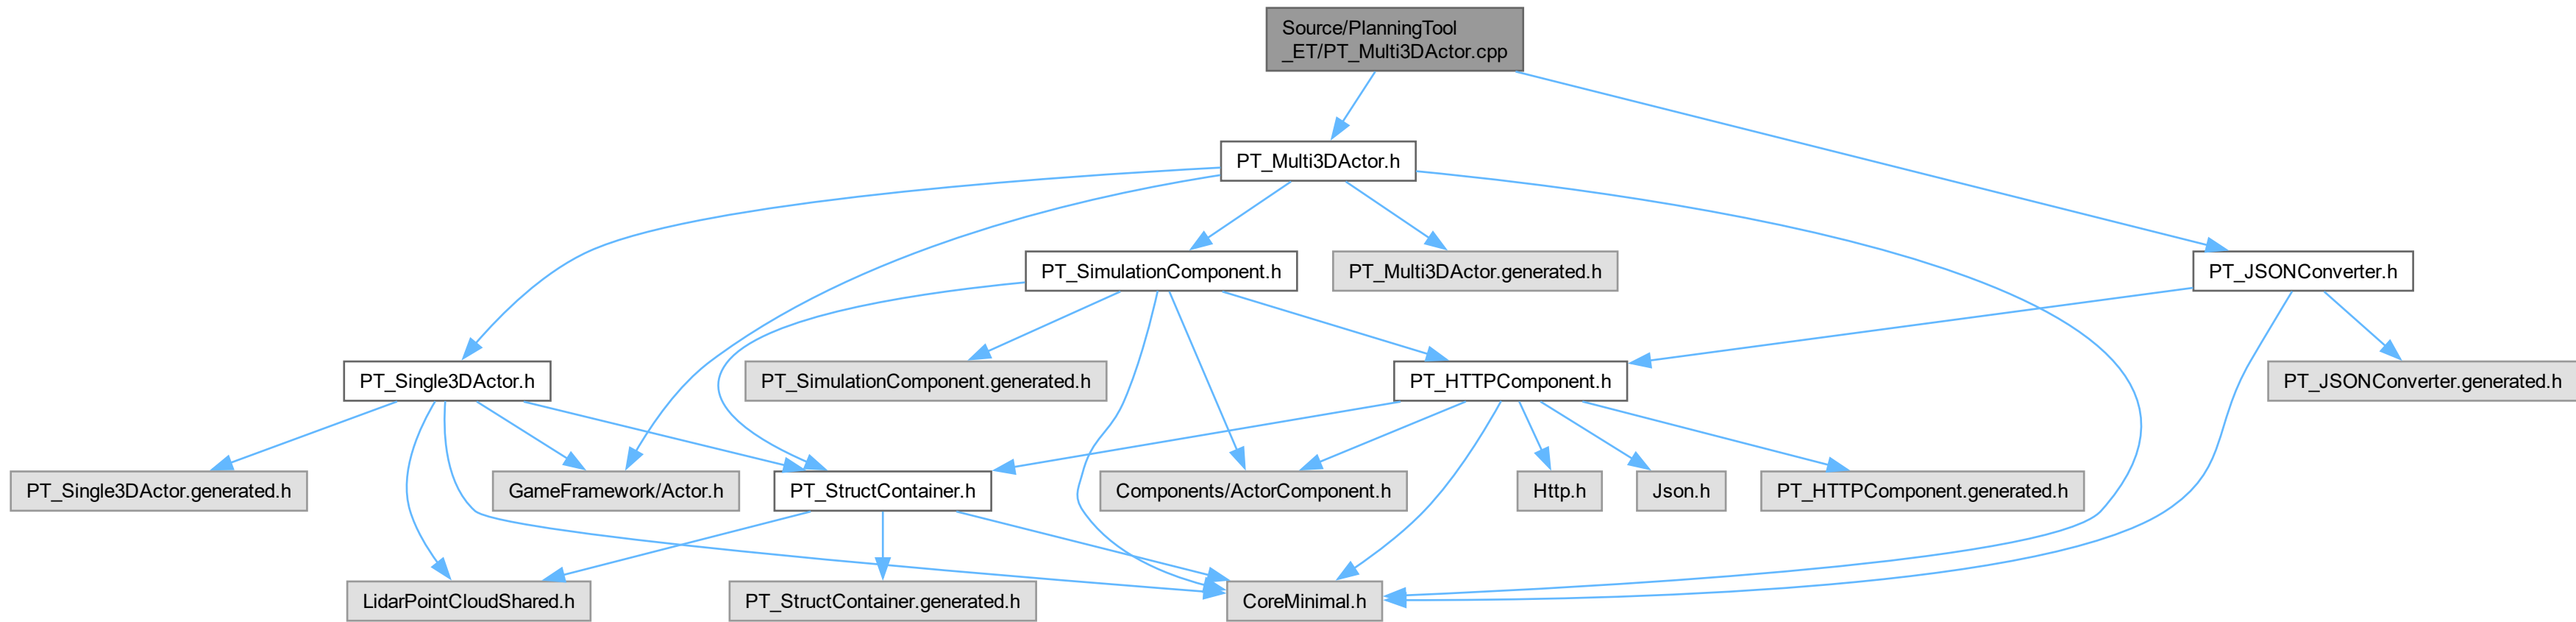 Source/PlanningTool
_ET/PT_Multi3DActor.cpp
PT_Multi3DActor.h
PT_SimulationComponent.h
PT_Multi3DActor.generated.h
PT_JSONConverter.h
PT_Single3DActor.h
PT_SimulationComponent.generated.h
PT_HTTPComponent.h
PT_JSONConverter.generated.h
PT_Single3DActor.generated.h
GameFramework/Actor.h
PT_StructContainer.h
Components/ActorComponent.h
Http.h
Json.h
PT_HTTPComponent.generated.h
LidarPointCloudShared.h
PT_StructContainer.generated.h
CoreMinimal.h